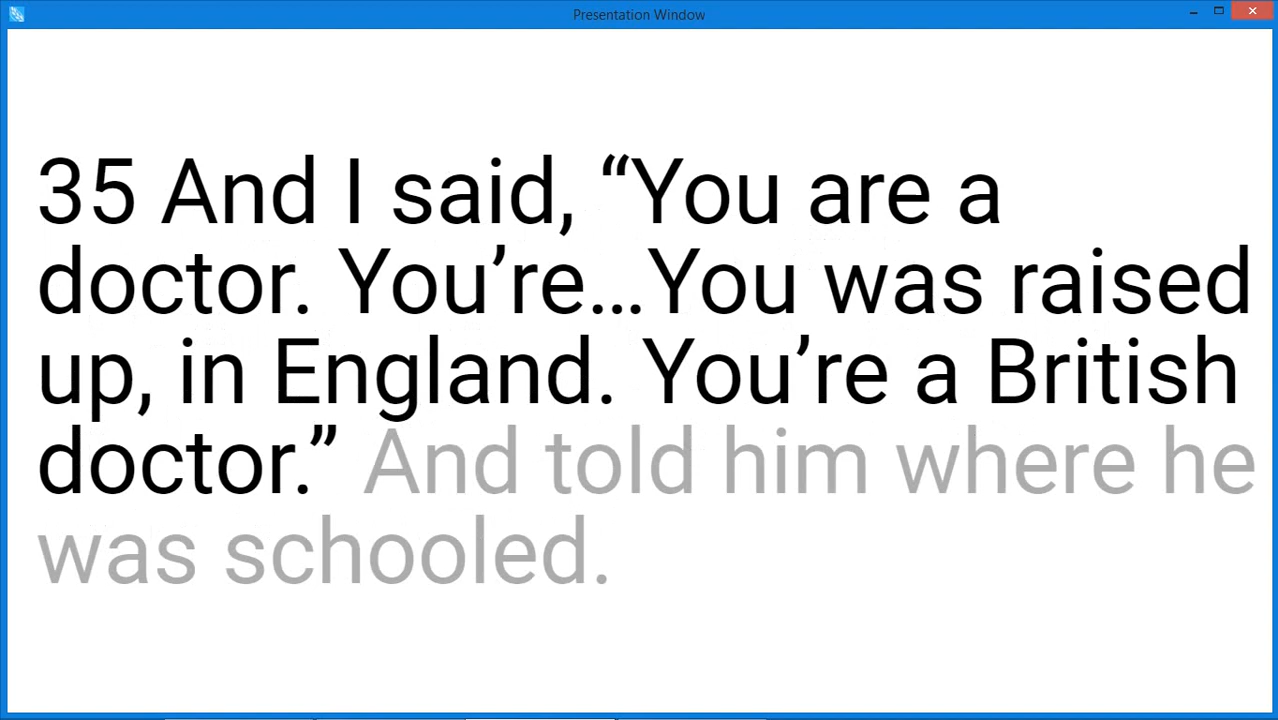 Presentation Window
35 And I said, “You are a
doctor. You’re…You was raised
up, in England. You’re a British
doctor.” And told him where he
was schooled.